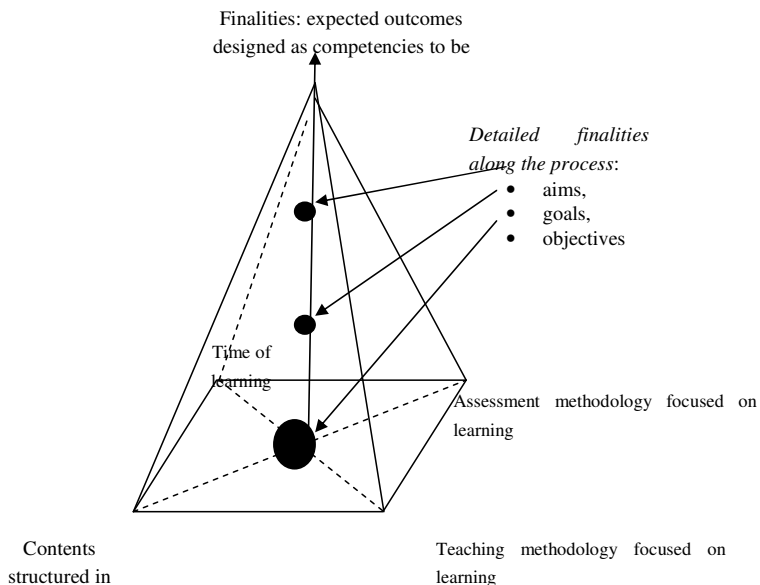 Finalities: expected outcomes
designed as competencies to be
Detailed finalities
along the process:
• aims,
• goals,
• objectives
Time of
learning
Assessment methodology focused on
learning
Contents
structured in
Teaching methodology focused on
learning